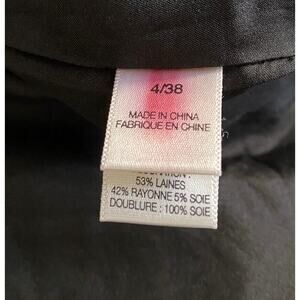 4/38
MADE IN CHINA
FABRIQUE EN CHINE
53% LAINES
42% RAYONNE 5% SOIE
DOUBLURE : 100% SOIE